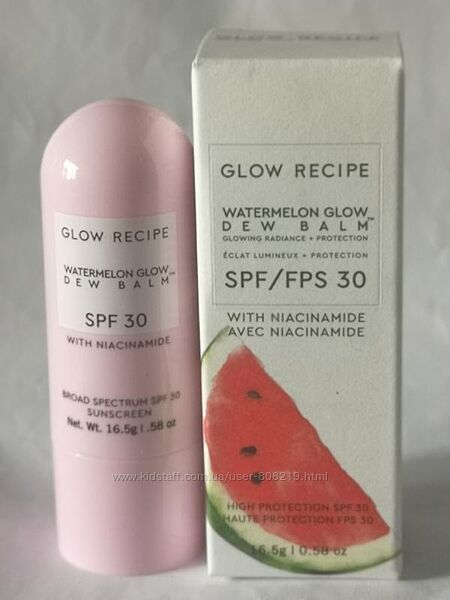 GLOW RECIPE
WATERMELON GLOW™
DEW BALM
SPF 30
WITH NIACINAMIDE
BROAD SPECTRUM SPF 30
SUNSCREEN
Net. Wt. 16.5g | .58 oz
GLOW RECIPE
GLOW RECIPE
WATERMELON GLOW
DEW BALM™
GLOWING RADIANCE + PROTECTION
ÉCLAT LUMINEUX + PROTECTION
SPF/FPS 30
WITH NIACINAMIDE
AVEC NIACINAMIDE
HIGH PROTECTION SPF 30
HAUTE PROTECTION FPS 30
16.5g | 0.58 oz
www.kidstaff.com.ua/user-808219.html